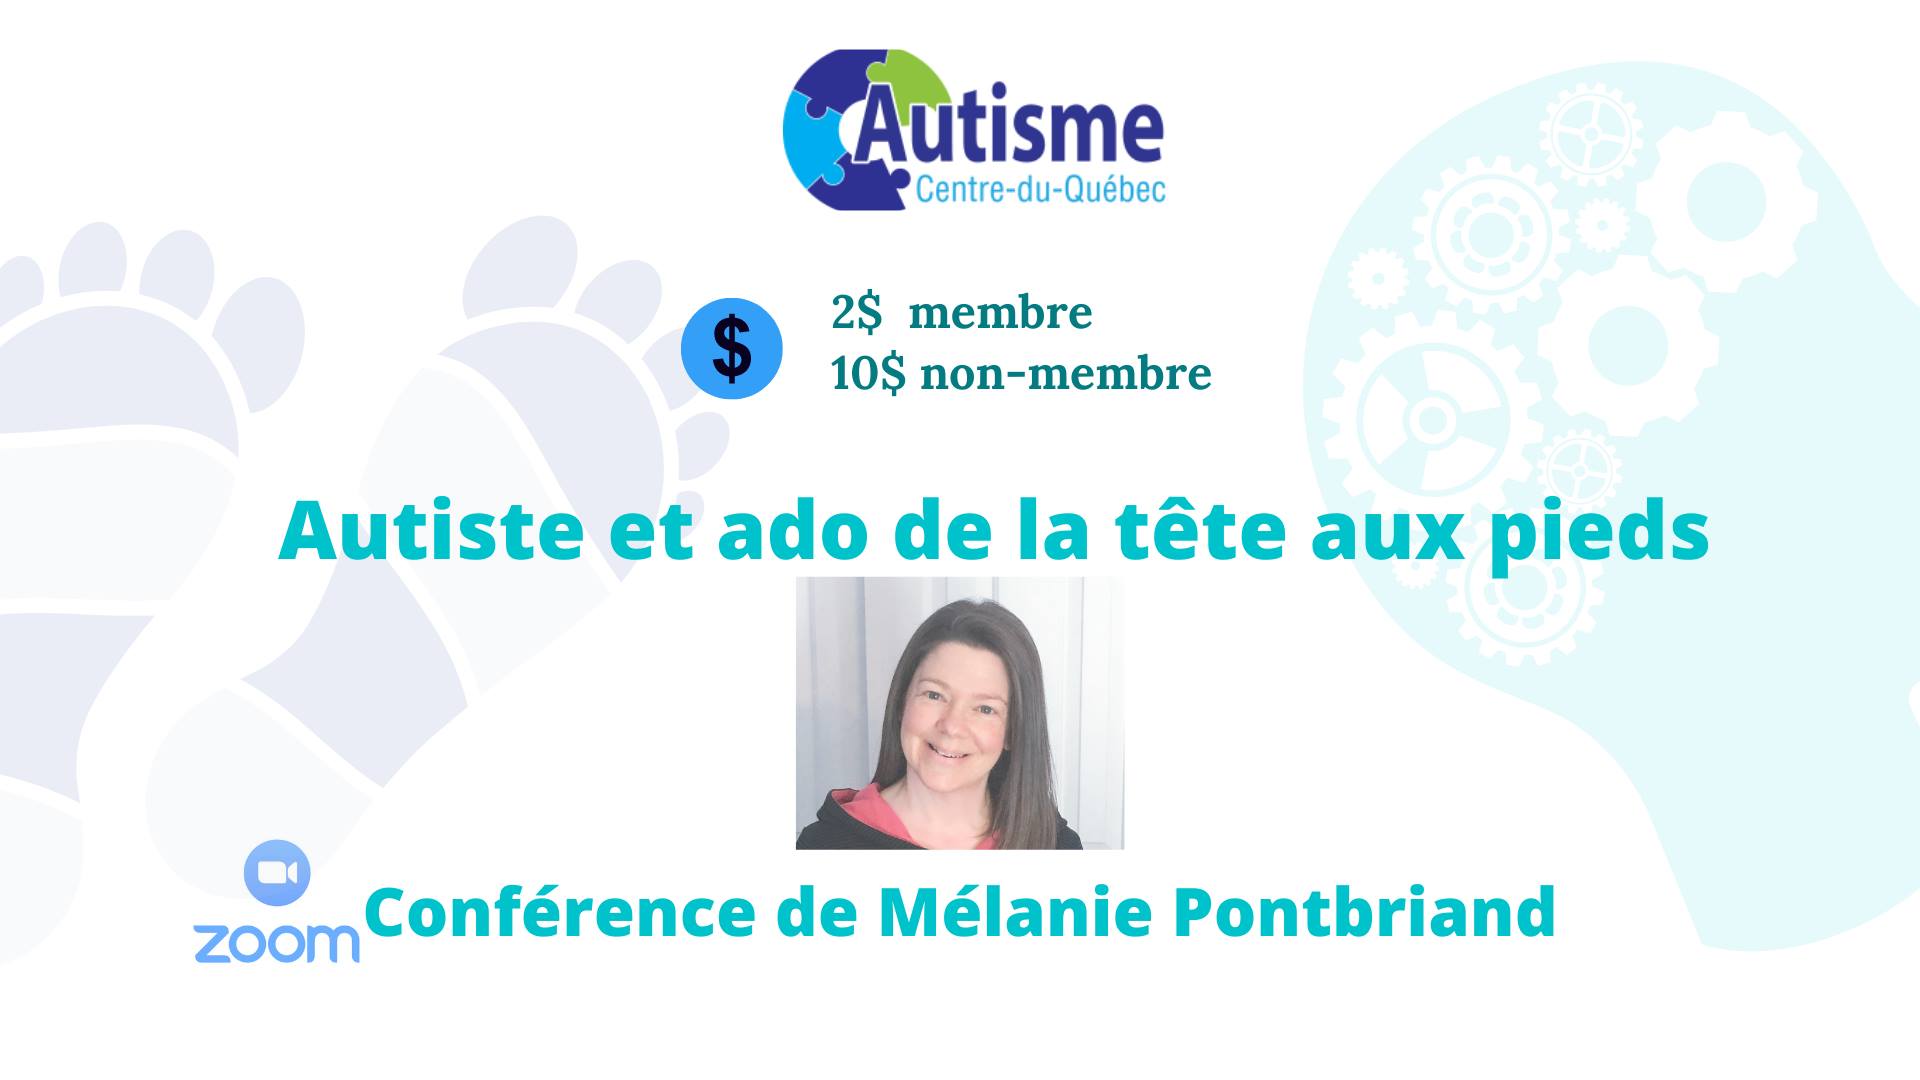 Autisme
Centre-du-Québec
$
2$ membre
10$ non-membre
Autiste et ado de la tête aux pieds
zoom
Conférence de Mélanie Pontbriand